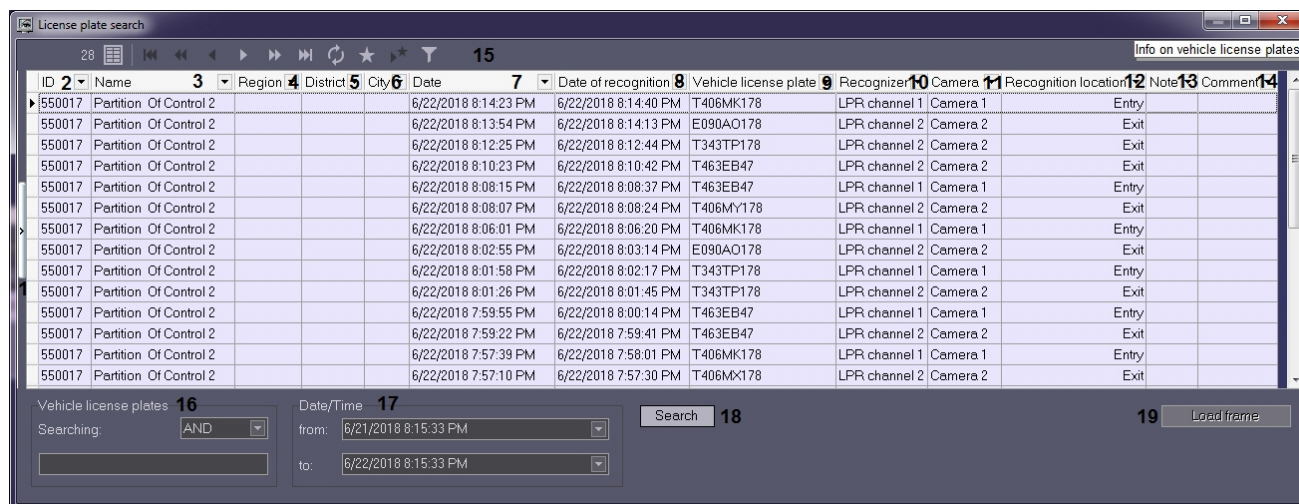 License plate search
28 15
Info on vehicle license plates
ID 2 Name 3 Region 4 District 5 City 6 Date 7 Date of recognition 8 Vehicle license plate 9 Recognizer 10 Camera 11 Recognition location 12 Note 13 Comment 14
550017 Partition Of Control 2 6/22/2018 8:14:23 PM 6/22/2018 8:14:40 PM T406MK178 LPR channel 1 Camera 1 Entry
550017 Partition Of Control 2 6/22/2018 8:13:54 PM 6/22/2018 8:14:13 PM E090AO178 LPR channel 2 Camera 2 Exit
550017 Partition Of Control 2 6/22/2018 8:12:25 PM 6/22/2018 8:12:44 PM T343TP178 LPR channel 2 Camera 2 Exit
550017 Partition Of Control 2 6/22/2018 8:10:23 PM 6/22/2018 8:10:42 PM T463EB47 LPR channel 2 Camera 2 Exit
550017 Partition Of Control 2 6/22/2018 8:08:15 PM 6/22/2018 8:08:37 PM T463EB47 LPR channel 1 Camera 1 Entry
550017 Partition Of Control 2 6/22/2018 8:08:07 PM 6/22/2018 8:08:24 PM T406MY178 LPR channel 2 Camera 2 Exit
550017 Partition Of Control 2 6/22/2018 8:06:01 PM 6/22/2018 8:06:20 PM T406MK178 LPR channel 1 Camera 1 Entry
550017 Partition Of Control 2 6/22/2018 8:02:55 PM 6/22/2018 8:03:14 PM E090AO178 LPR channel 2 Camera 2 Exit
550017 Partition Of Control 2 6/22/2018 8:01:58 PM 6/22/2018 8:02:17 PM T343TP178 LPR channel 1 Camera 1 Entry
550017 Partition Of Control 2 6/22/2018 8:01:26 PM 6/22/2018 8:01:45 PM T343TP178 LPR channel 2 Camera 2 Exit
550017 Partition Of Control 2 6/22/2018 7:59:55 PM 6/22/2018 8:00:14 PM T463EB47 LPR channel 1 Camera 1 Entry
550017 Partition Of Control 2 6/22/2018 7:59:22 PM 6/22/2018 7:59:41 PM T463EB47 LPR channel 2 Camera 2 Exit
550017 Partition Of Control 2 6/22/2018 7:57:39 PM 6/22/2018 7:58:01 PM T406MK178 LPR channel 1 Camera 1 Entry
550017 Partition Of Control 2 6/22/2018 7:57:10 PM 6/22/2018 7:57:30 PM T406MX178 LPR channel 2 Camera 2 Exit
1
Vehicle license plates 16 Date/Time 17
Searching: AND from: 6/21/2018 8:15:33 PM Search 18 19 Load frame
to: 6/22/2018 8:15:33 PM